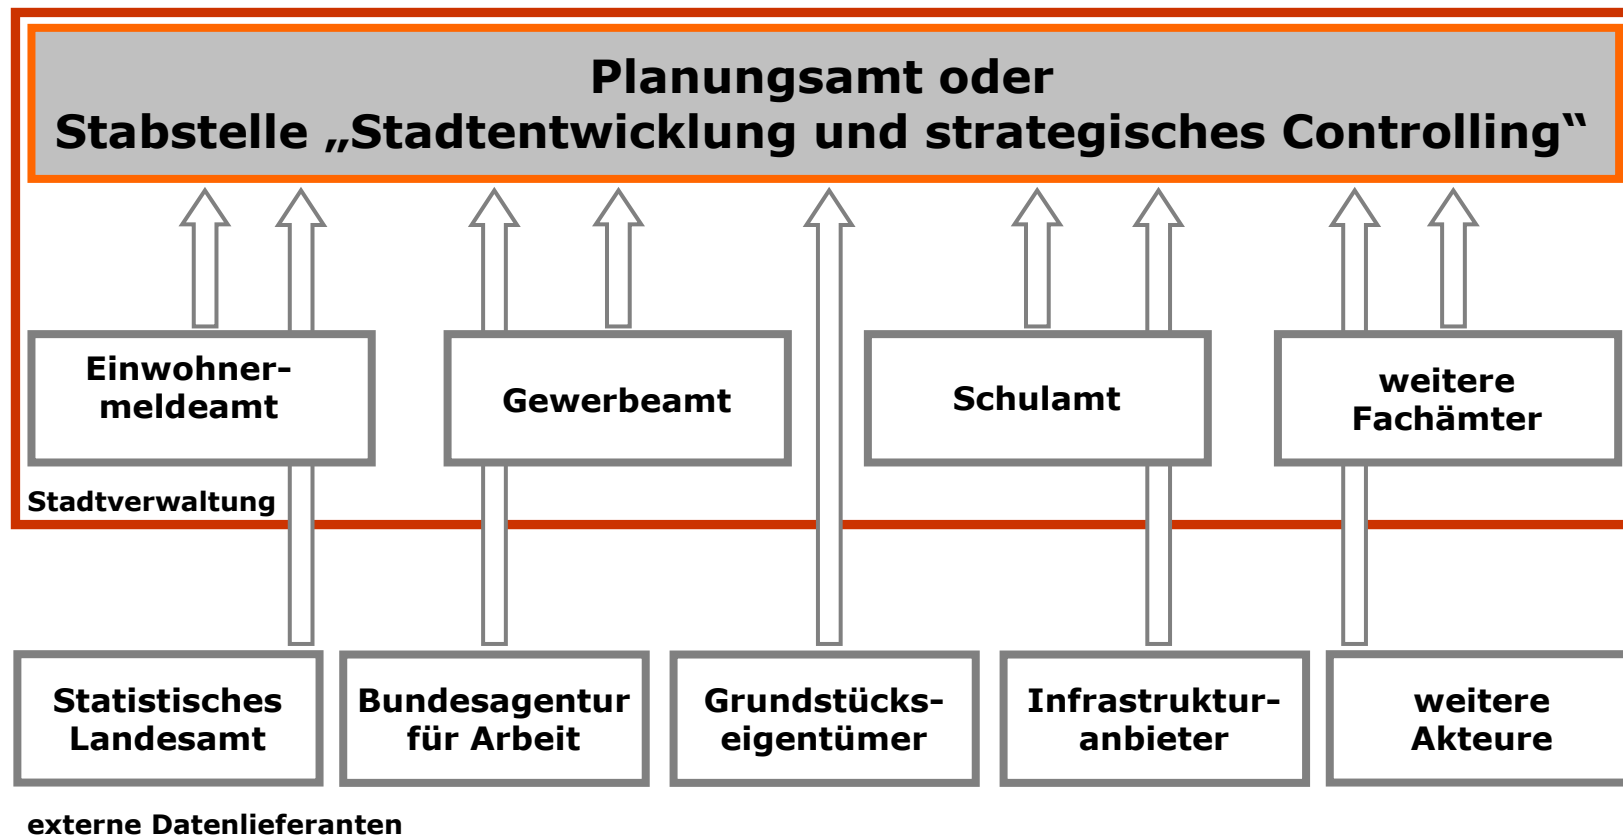 Planungsamt oder
Stabstelle „Stadtentwicklung und strategisches Controlling“
Einwohner-
meldeamt
Gewerbeamt
Schulamt
weitere
Fachämter
Stadtverwaltung
Statistisches
Landesamt
Bundesagentur
für Arbeit
Grundstücks-
eigentümer
Infrastruktur-
anbieter
weitere
Akteure
externe Datenlieferanten